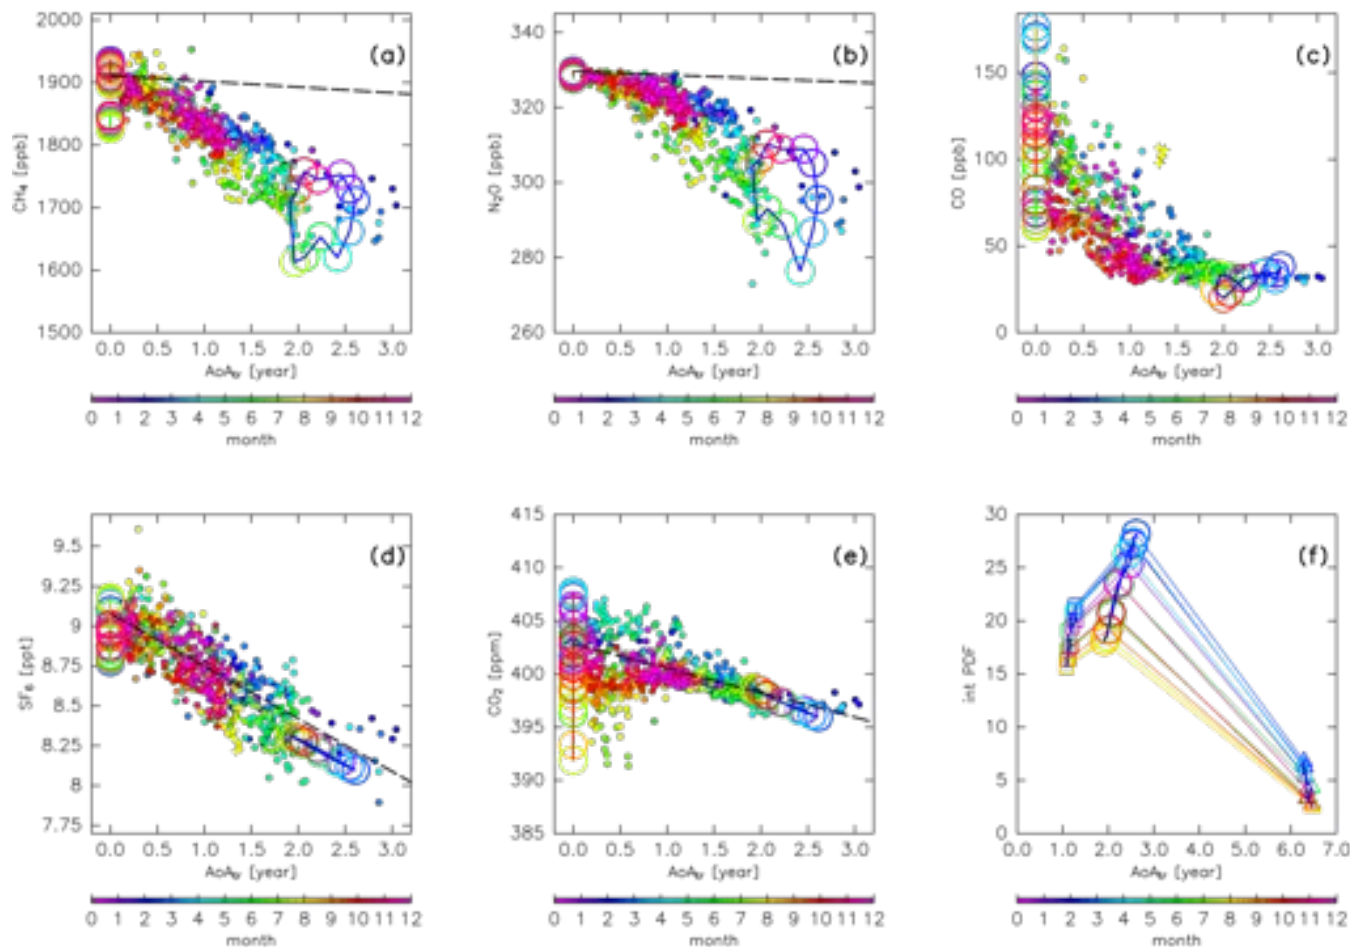 2000
1900
1800
1700
1600
1500
CH₄ [ppb]
(a)
0.0 0.5 1.0 1.5 2.0 2.5 3.0
AoAₜᵣ [year]
0 1 2 3 4 5 6 7 8 9 10 11 12
month
340
320
300
280
260
N₂O [ppb]
(b)
0.0 0.5 1.0 1.5 2.0 2.5 3.0
AoAₜᵣ [year]
0 1 2 3 4 5 6 7 8 9 10 11 12
month
150
100
50
0
CO [ppb]
(c)
0.0 0.5 1.0 1.5 2.0 2.5 3.0
AoAₜᵣ [year]
0 1 2 3 4 5 6 7 8 9 10 11 12
month
9.5
9.25
9
8.75
8.5
8.25
8
7.75
SF₆ [ppt]
(d)
0.0 0.5 1.0 1.5 2.0 2.5 3.0
AoAₜᵣ [year]
0 1 2 3 4 5 6 7 8 9 10 11 12
month
415
410
405
400
395
390
385
CO₂ [ppm]
(e)
0.0 0.5 1.0 1.5 2.0 2.5 3.0
AoAₜᵣ [year]
0 1 2 3 4 5 6 7 8 9 10 11 12
month
30
25
20
15
10
5
0
int PDF
(f)
0.0 1.0 2.0 3.0 4.0 5.0 6.0 7.0
AoAₜᵣ [year]
0 1 2 3 4 5 6 7 8 9 10 11 12
month